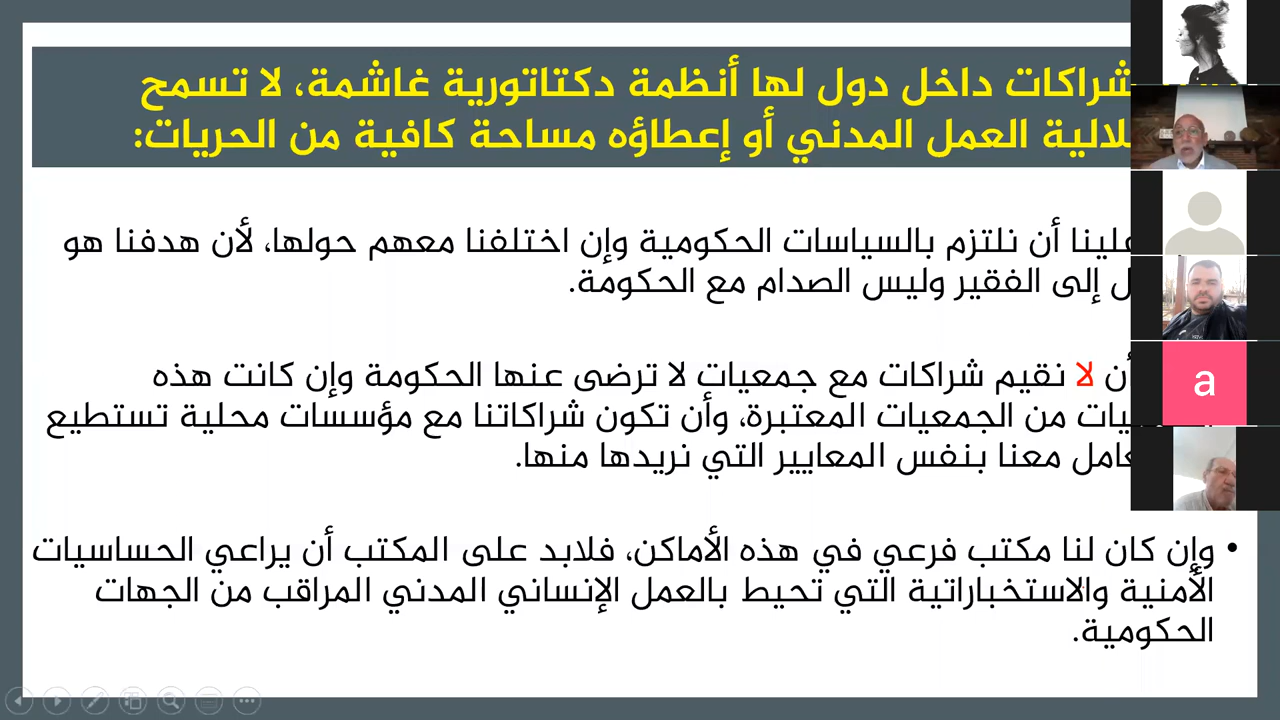 شراكات داخل دول لها أنظمة دكتاتورية غاشمة، لا تسمح
العمل المدني أو إعطاؤه مساحة كافية من الحريات:
علينا أن نلتزم بالسياسات الحكومية وإن اختلفنا معهم حولها، لأن هدفنا هو
إلى الفقير وليس الصدام مع الحكومة.
أن لا نقيم شراكات مع جمعيات لا ترضى عنها الحكومة وإن كانت هذه
من الجمعيات المعتبرة، وأن تكون شراكاتنا مع مؤسسات محلية تستطيع
معنا بنفس المعايير التي نريدها منها.
• وإن كان لنا مكتب فرعي في هذه الأماكن، فلابد على المكتب أن يراعي الحساسيات
الأمنية والاستخباراتية التي تحيط بالعمل الإنساني المدني المراقب من الجهات
الحكومية.
a